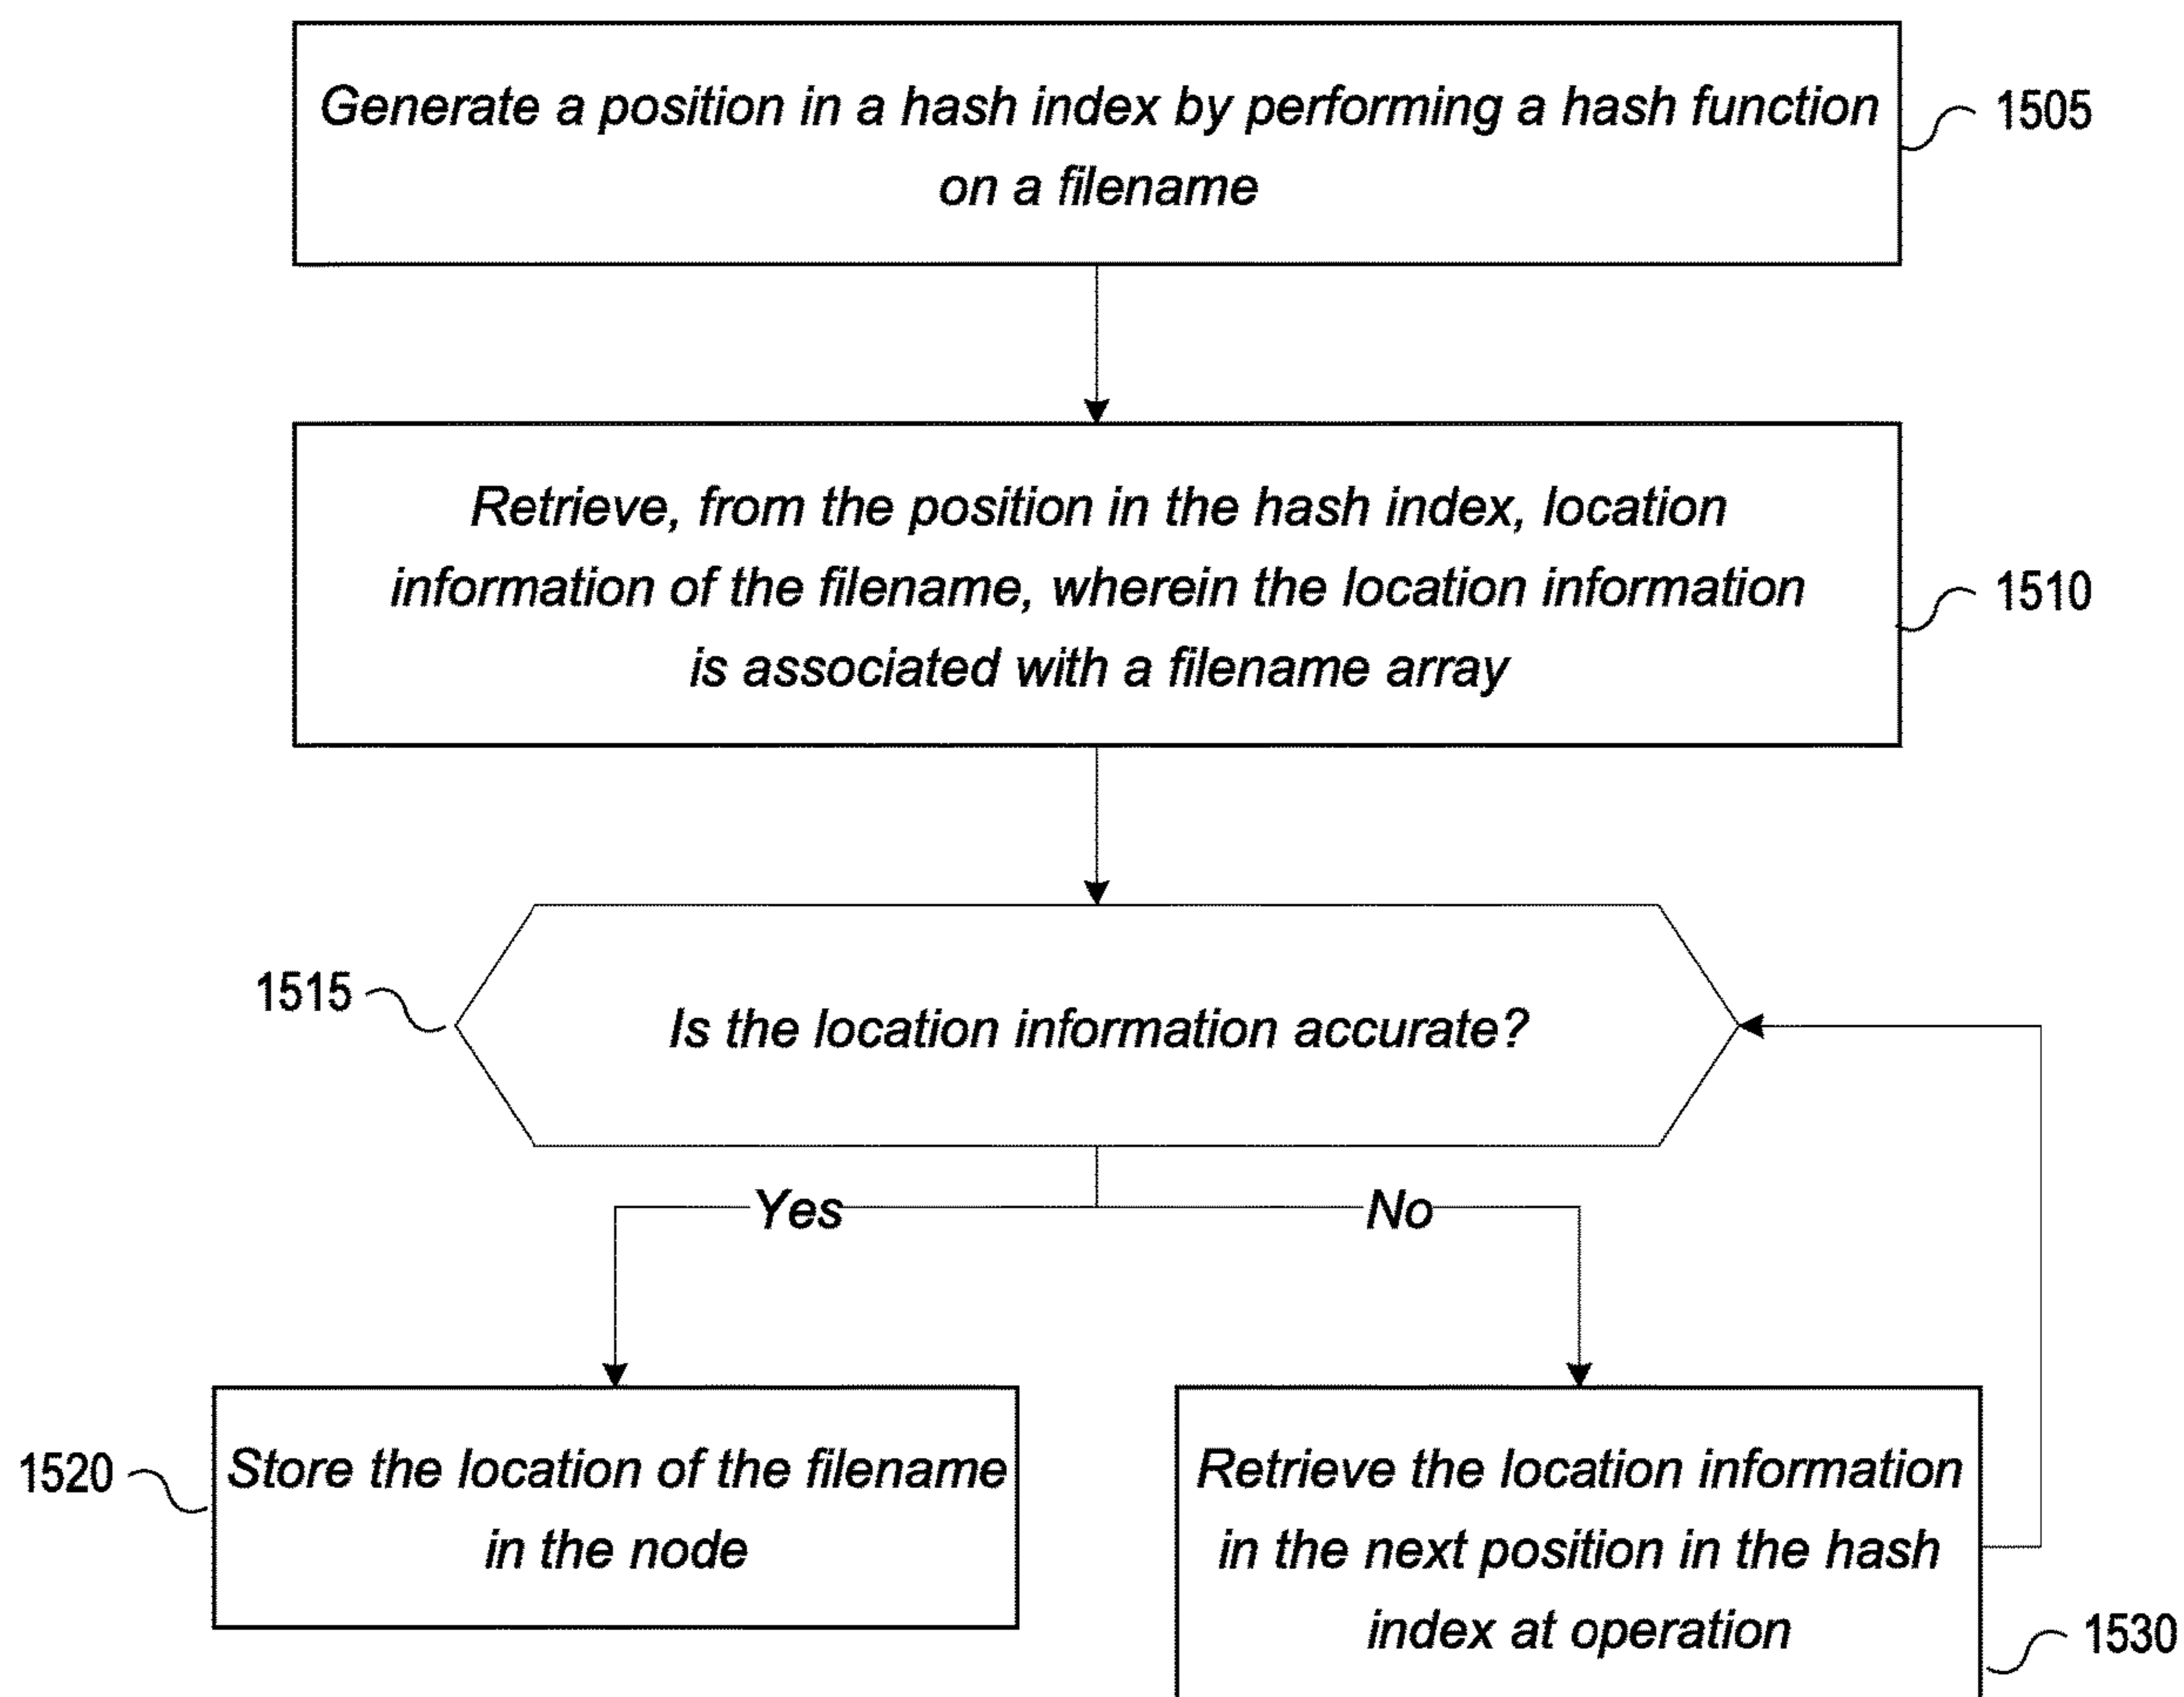 Generate a position in a hash index by performing a hash function
on a filename
1505
Retrieve, from the position in the hash index, location
information of the filename, wherein the location information
is associated with a filename array
1510
1515
Is the location information accurate?
Yes
No
1520
Store the location of the filename
in the node
Retrieve the location information
in the next position in the hash
index at operation
1530